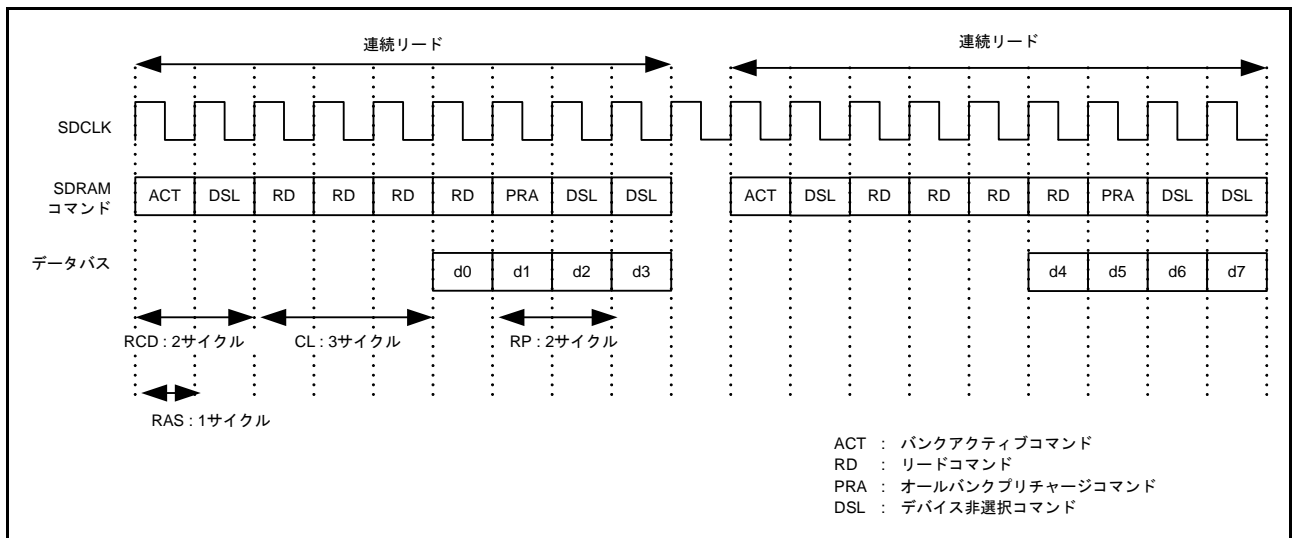 連続リード 連続リード
SDCLK
SDRAM
コマンド
ACT DSL RD RD RD RD PRA DSL DSL ACT DSL RD RD RD RD PRA DSL DSL
データバス d0 d1 d2 d3 d4 d5 d6 d7
RCD : 2サイクル CL : 3サイクル RP : 2サイクル
RAS : 1サイクル
ACT : バンクアクティブコマンド
RD : リードコマンド
PRA : オールバンクプリチャージコマンド
DSL : デバイス非選択コマンド